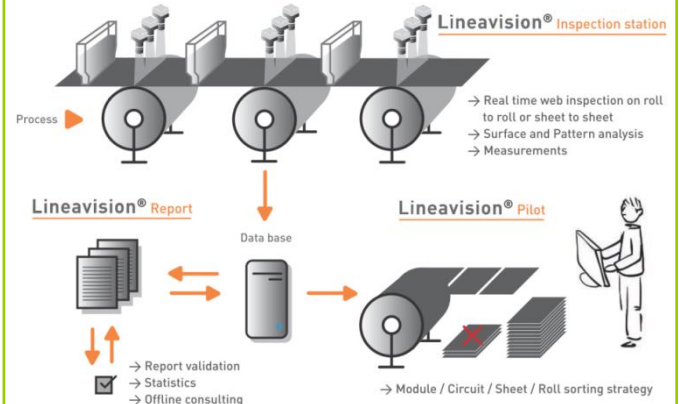 Lineavision® Inspection station
→ Real time web inspection on roll
to roll or sheet to sheet
→ Surface and Pattern analysis
→ Measurements
Process
Lineavision® Report
Data base
Lineavision® Pilot
→ Report validation
→ Statistics
→ Offline consulting
→ Module / Circuit / Sheet / Roll sorting strategy